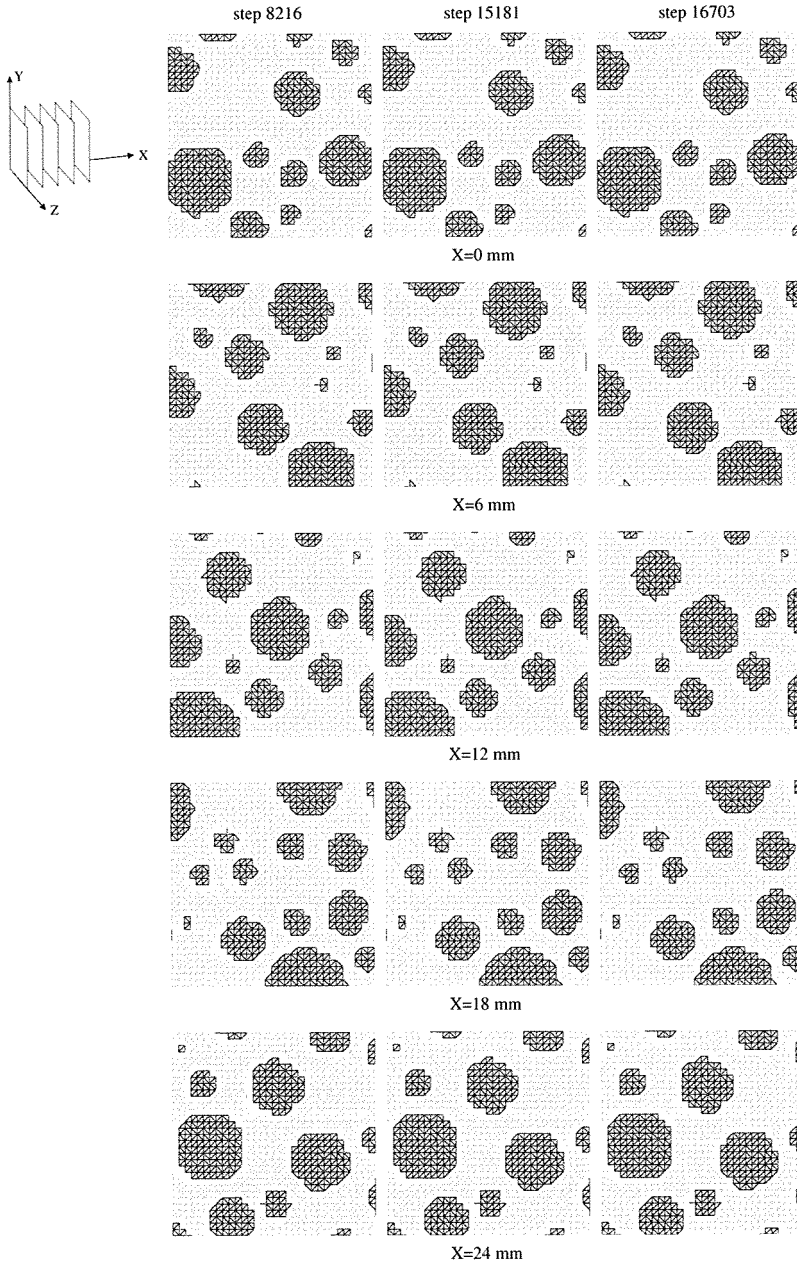 step 8216 step 15181 step 16703
Y
X
Z
X=0 mm
X=6 mm
X=12 mm
X=18 mm
X=24 mm